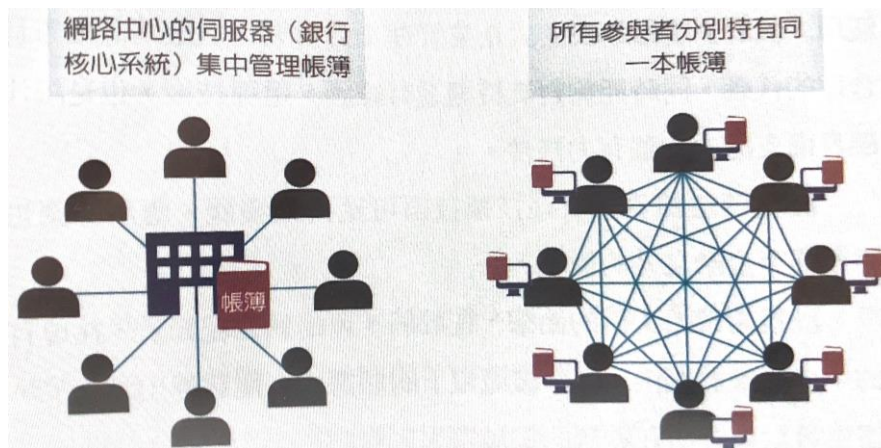 網路中心的伺服器（銀行
核心系統）集中管理帳簿
所有參與者分別持有同
一本帳簿
帳簿